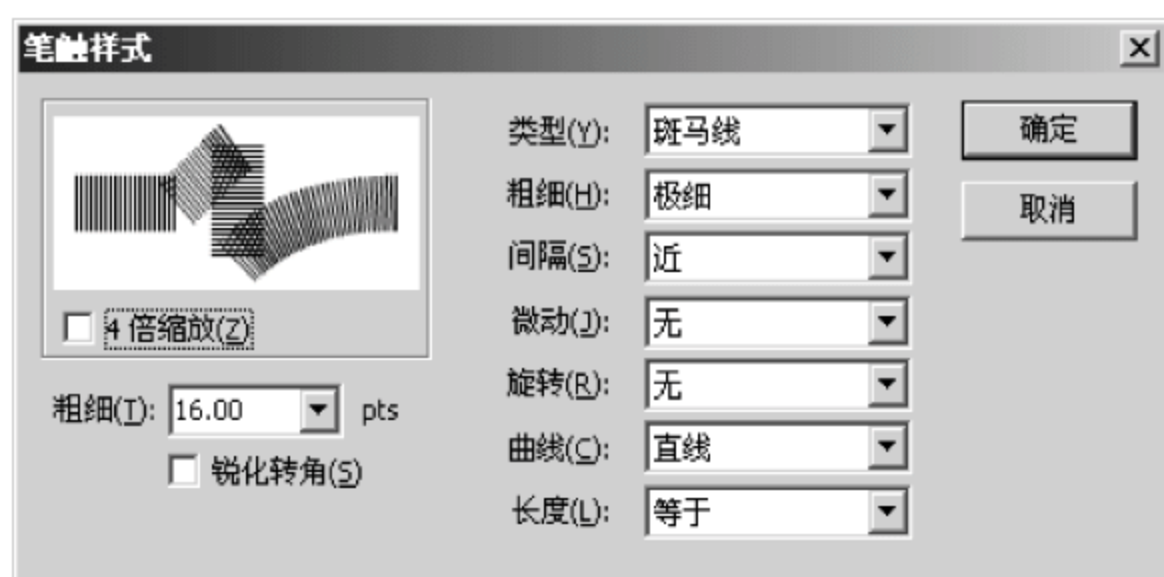 笔触样式
4 倍缩放(Z)
粗细(T): 16.00 pts
锐化转角(S)
类型(Y): 斑马线
粗细(H): 极细
间隔(S): 近
微动(J): 无
旋转(R): 无
曲线(C): 直线
长度(L): 等于
确定
取消